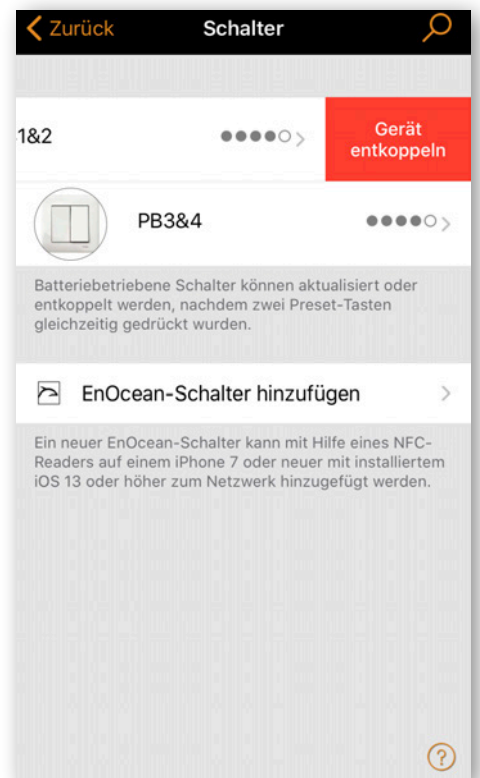 Zurück
Schalter
1&2
Gerät
entkoppeln
PB3&4
Batteriebetriebene Schalter können aktualisiert oder
entkoppelt werden, nachdem zwei Preset-Tasten
gleichzeitig gedrückt wurden.
EnOcean-Schalter hinzufügen
Ein neuer EnOcean-Schalter kann mit Hilfe eines NFC-
Readers auf einem iPhone 7 oder neuer mit installiertem
iOS 13 oder höher zum Netzwerk hinzugefügt werden.
?